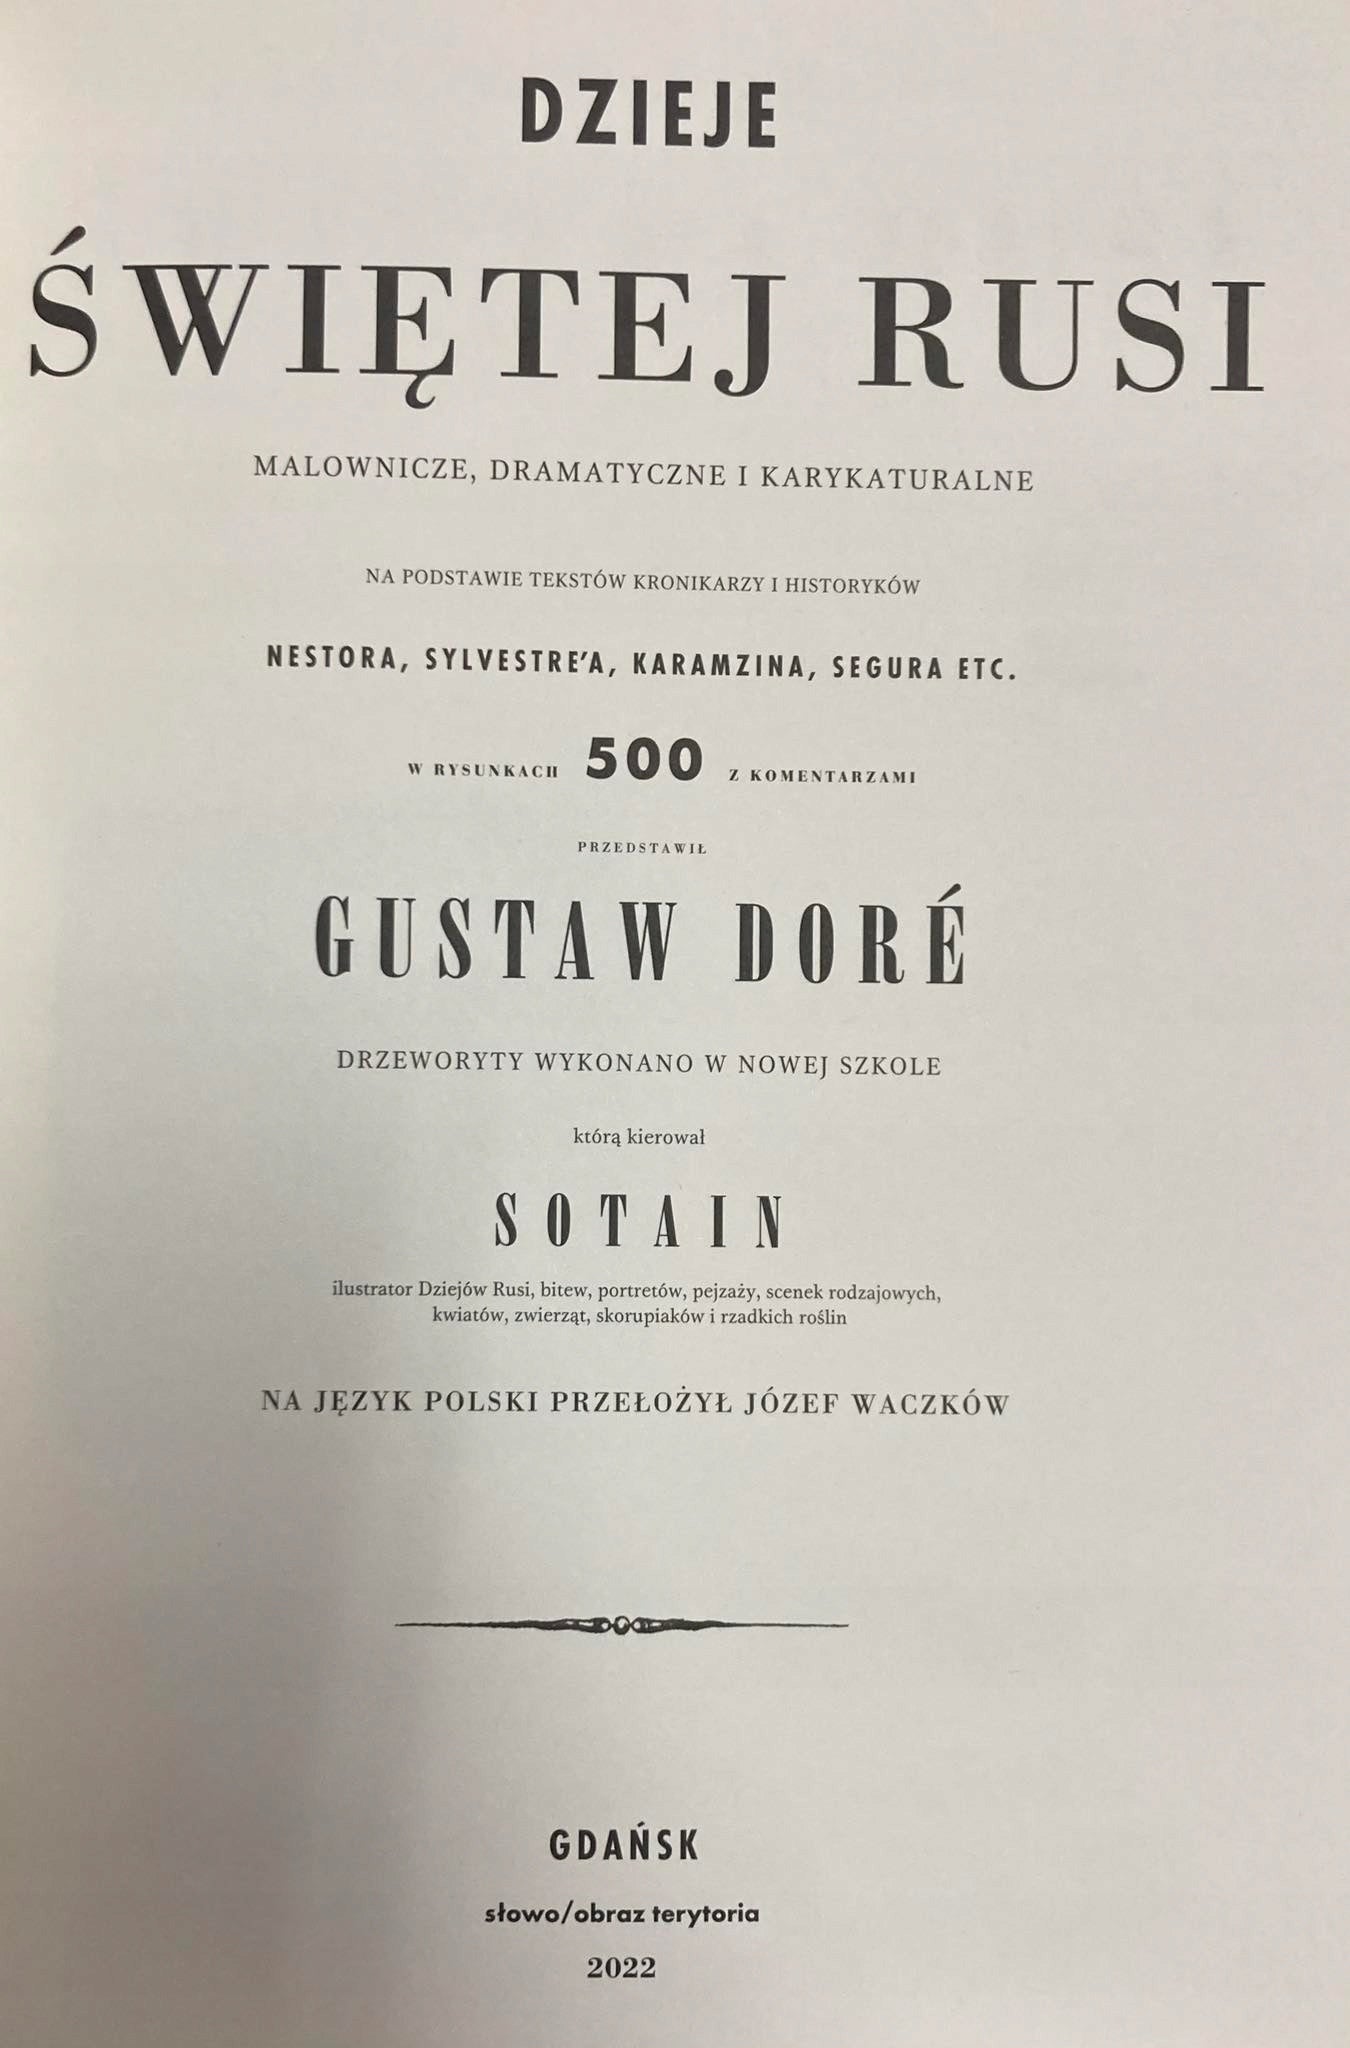 DZIEJE
ŚWIĘTEJ RUSI
MALOWNICZE, DRAMATYCZNE I KARYKATURALNE
NA PODSTAWIE TEKSTÓW KRONIKARZY I HISTORYKÓW
NESTORA, SYLVESTRE'A, KARAMZINA, SEGURA ETC.
W RYSUNKACH 500 Z KOMENTARZAMI
PRZEDSTAWIŁ
GUSTAW DORÉ
DRZEWORYTY WYKONANO W NOWEJ SZKOLE
którą kierował
SOTAIN
ilustrator Dziejów Rusi, bitew, portretów, pejzaży, scenek rodzajowych,
kwiatów, zwierząt, skorupiaków i rzadkich roślin
NA JĘZYK POLSKI PRZEŁOŻYŁ JÓZEF WACZKÓW
GDAŃSK
słowo/obraz terytoria
2022